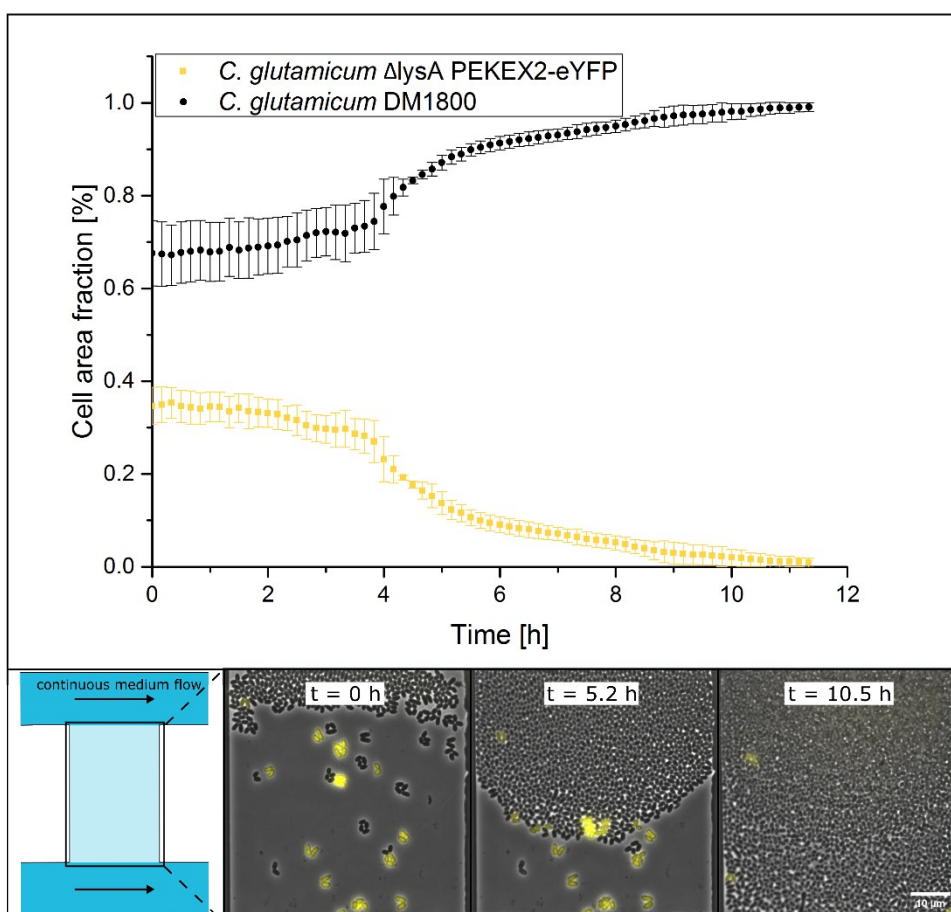 C. glutamicum ΔlysA PEKEX2-eYFP
C. glutamicum DM1800
1.0
0.8
0.6
0.4
0.2
0.0
Cell area fraction [%]
0 2 4 6 8 10 12
Time [h]
continuous medium flow
t = 0 h
t = 5.2 h
t = 10.5 h
10 µm